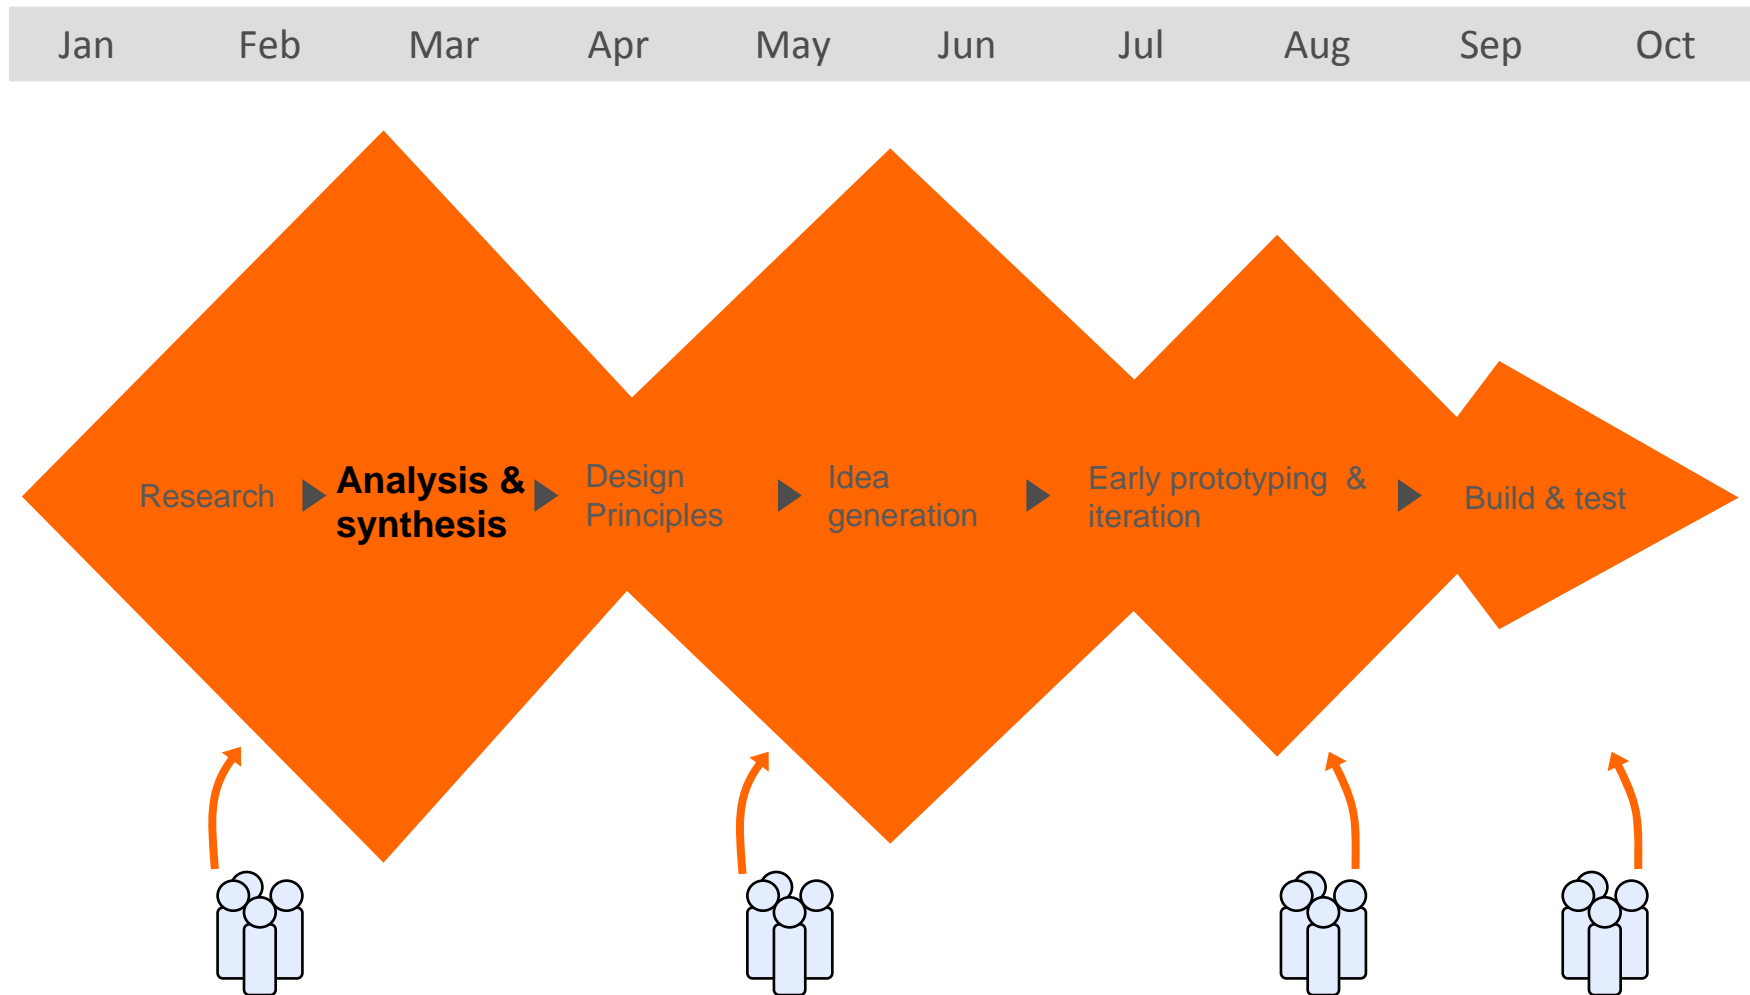 Jan Feb Mar Apr May Jun Jul Aug Sep Oct
Research
Analysis &
synthesis
Design
Principles
Idea
generation
Early prototyping &
iteration
Build & test